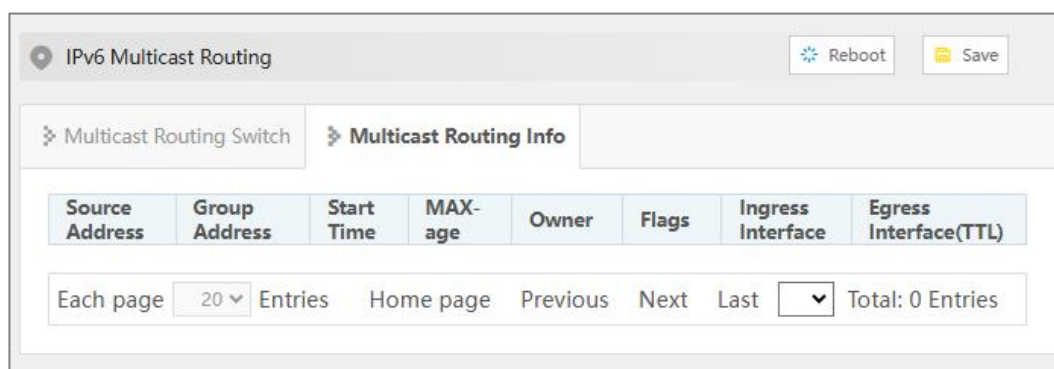 IPv6 Multicast Routing
Reboot
Save
Multicast Routing Switch
Multicast Routing Info
Source Address
Group Address
Start Time
MAX-age
Owner
Flags
Ingress Interface
Egress Interface(TTL)
Each page 20 Entries Home page Previous Next Last Total: 0 Entries